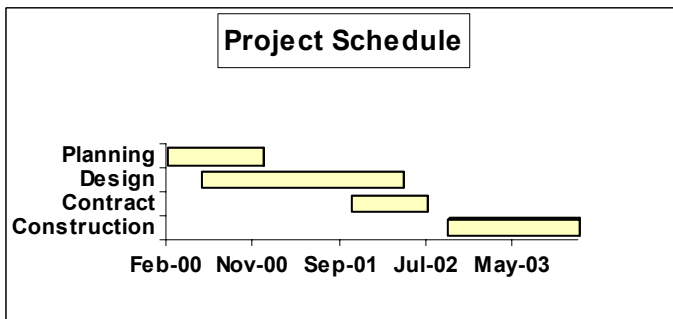 Project Schedule
Planning
Design
Contract
Construction
Feb-00 Nov-00 Sep-01 Jul-02 May-03